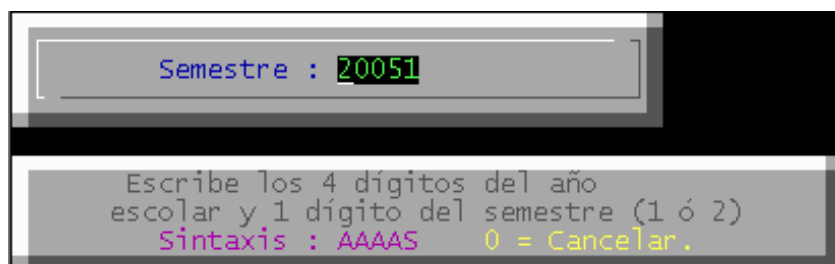 Semestre : 20051
Escribe los 4 dígitos del año
escolar y 1 dígito del semestre (1 ó 2)
Sintaxis : AAAAS 0 = Cancelar.